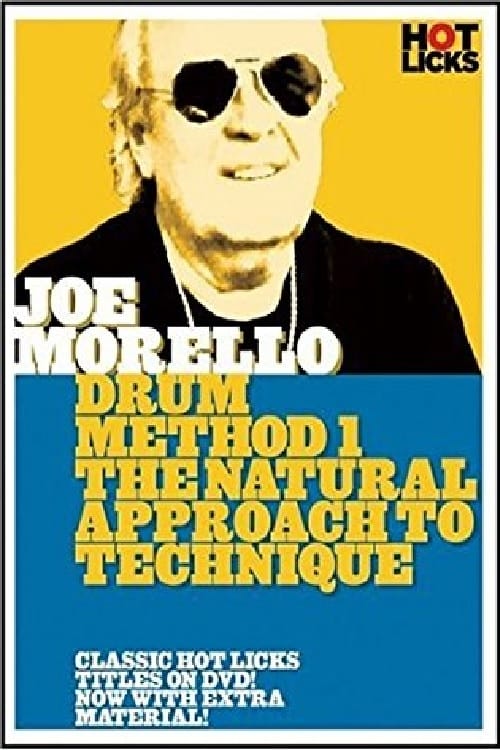 HOT
LICKS
JOE
MORELLO
DRUM
METHOD 1
THE NATURAL
APPROACH TO
TECHNIQUE
CLASSIC HOT LICKS
TITLES ON DVD!
NOW WITH EXTRA
MATERIAL!